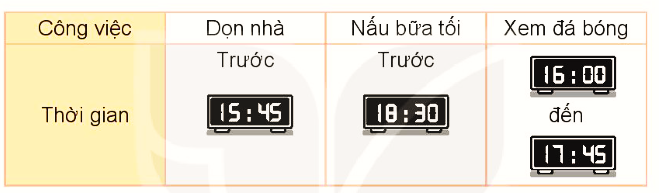 Công việc Dọn nhà Nấu bữa tối Xem đá bóng
Thời gian
Trước
15:45
Trước
18:30
16:00
đến
17:45